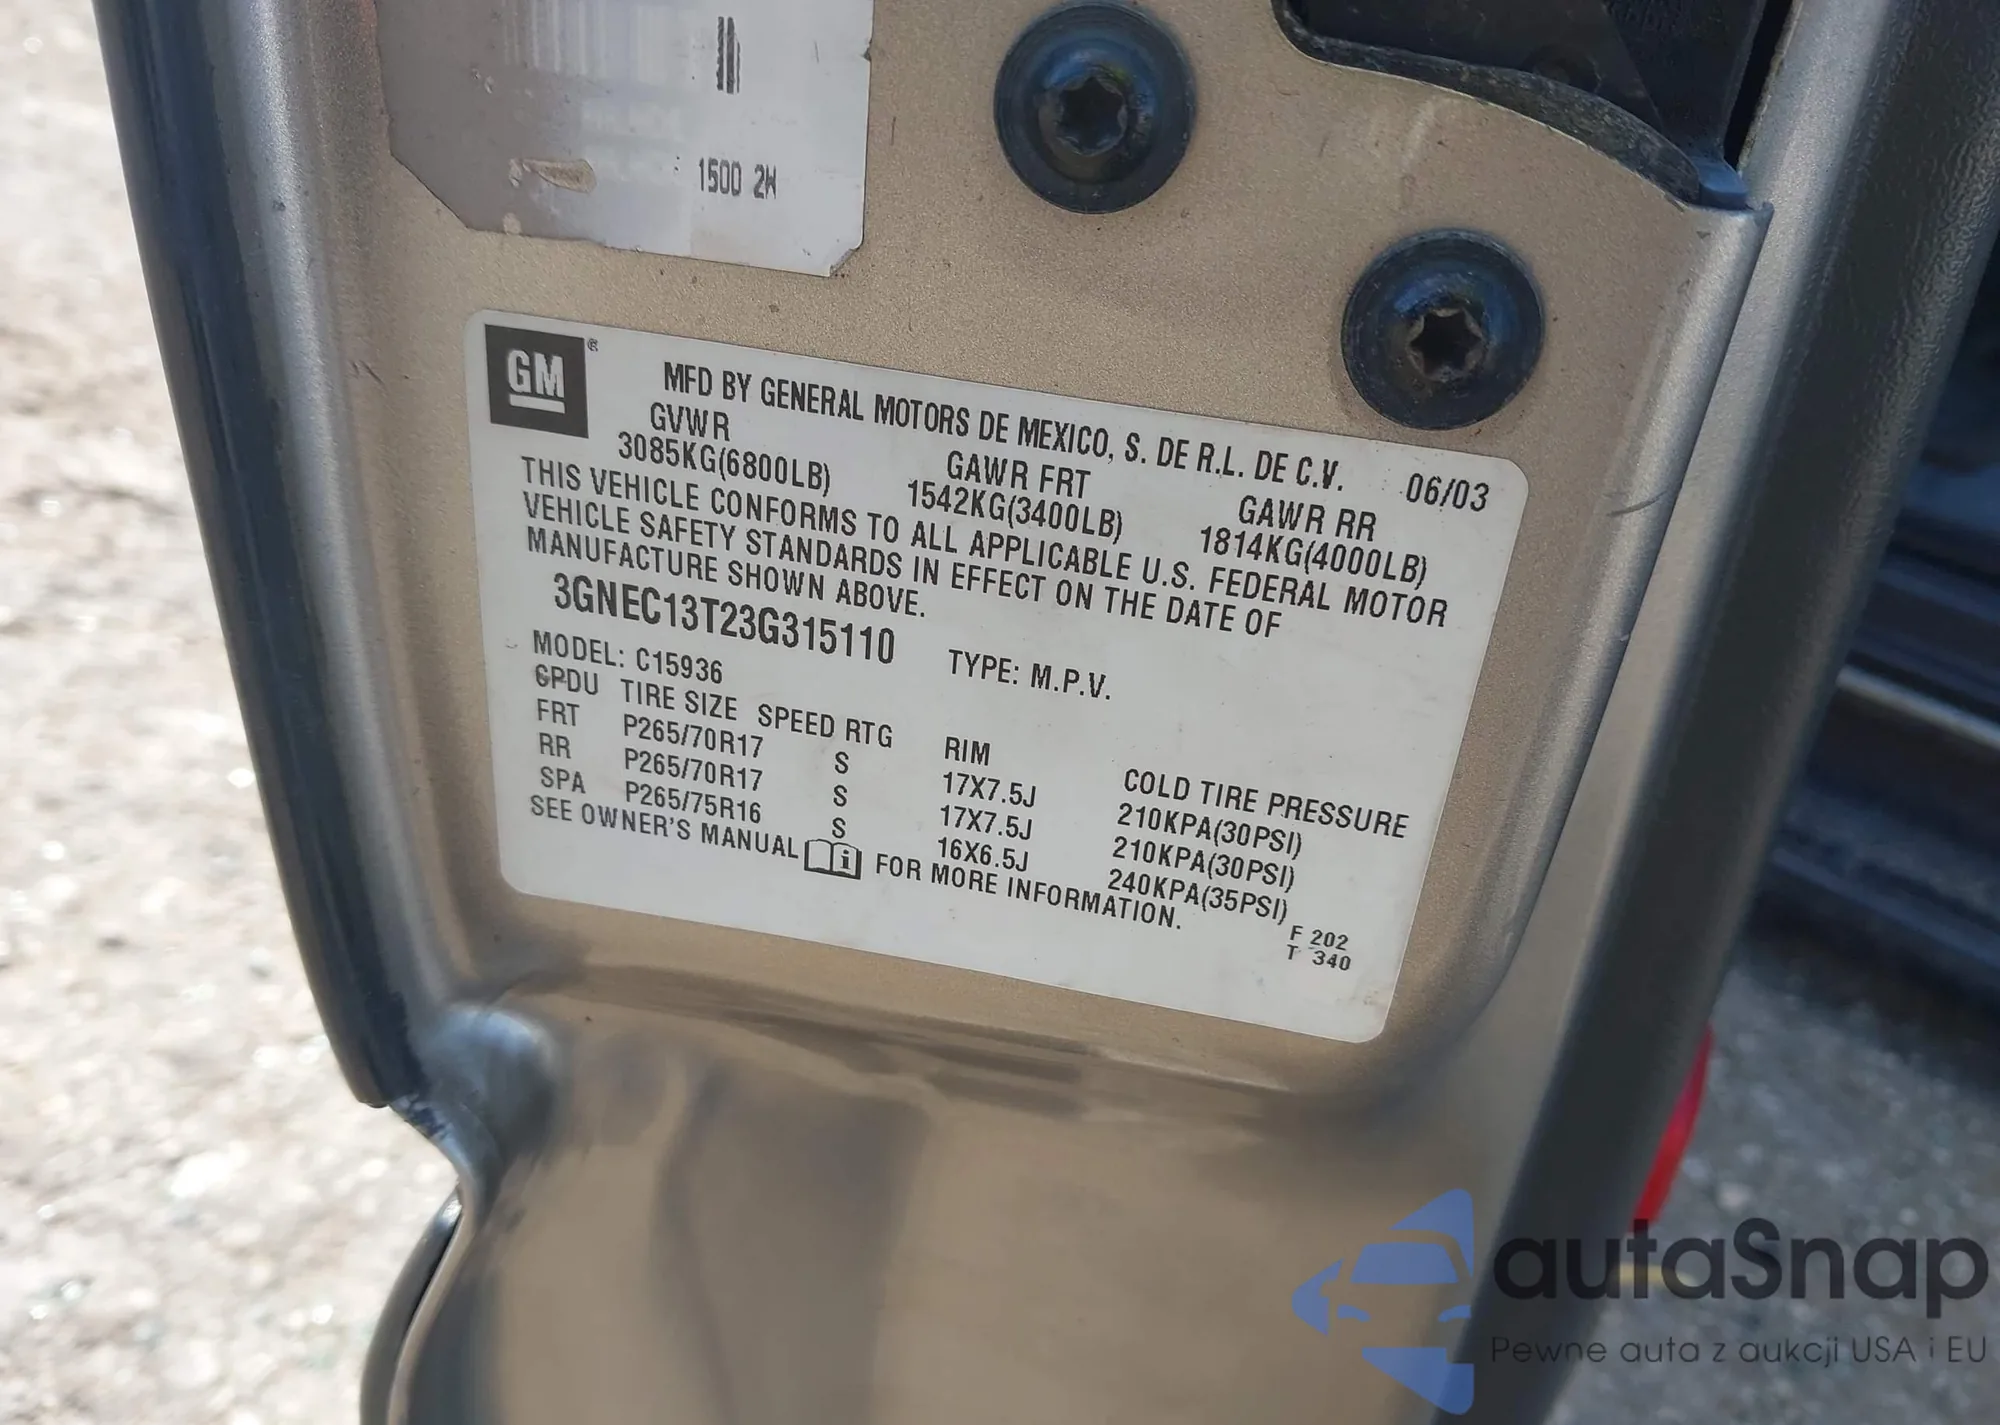 1500 2W
GM®
MFD BY GENERAL MOTORS DE MEXICO, S. DE R.L. DE C.V. 06/03
GVWR GAWR FRT GAWR RR
3085KG(6800LB) 1542KG(3400LB) 1814KG(4000LB)
THIS VEHICLE CONFORMS TO ALL APPLICABLE U.S. FEDERAL MOTOR
VEHICLE SAFETY STANDARDS IN EFFECT ON THE DATE OF
MANUFACTURE SHOWN ABOVE.
3GNEC13T23G315110 TYPE: M.P.V.
MODEL: C15936
GPDU TIRE SIZE SPEED RTG RIM COLD TIRE PRESSURE
FRT P265/70R17 S 17X7.5J 210KPA(30PSI)
RR P265/70R17 S 17X7.5J 210KPA(30PSI)
SPA P265/75R16 S 16X6.5J 240KPA(35PSI)
SEE OWNER'S MANUAL i FOR MORE INFORMATION.
F 202
T 340
autaSnap
Pewne auta z aukcji USA i EU